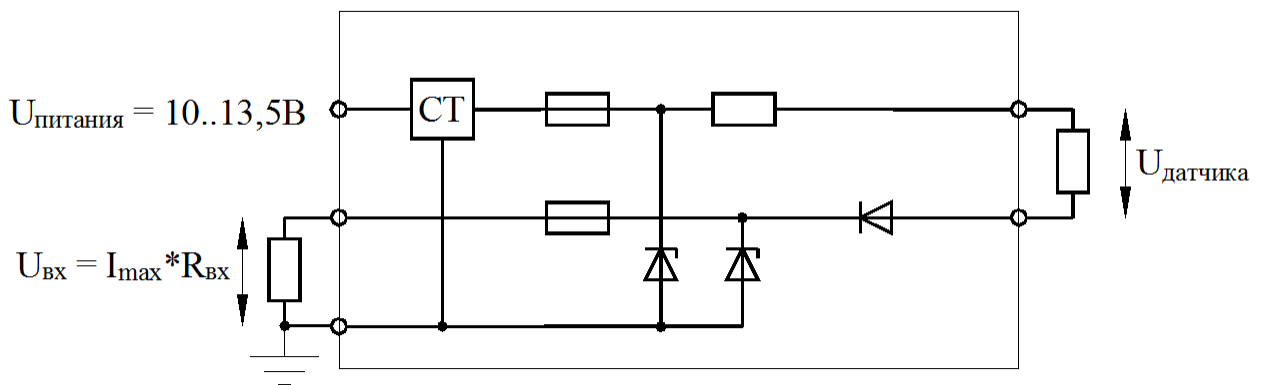 Uпитания = 10..13,5В
СТ
Uдатчика
Uвх = Imax*Rвх